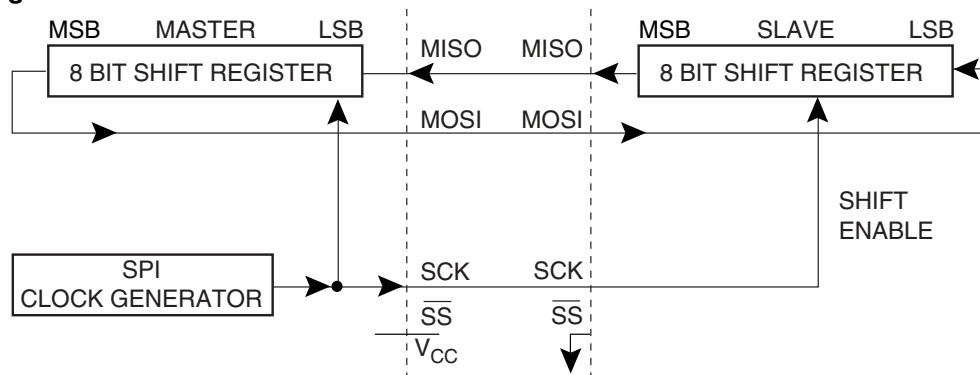 MSB MASTER LSB
MSB SLAVE LSB
8 BIT SHIFT REGISTER
MISO MISO
8 BIT SHIFT REGISTER
MOSI MOSI
SHIFT
ENABLE
SPI
CLOCK GENERATOR
SCK SCK
SS SS
VCC